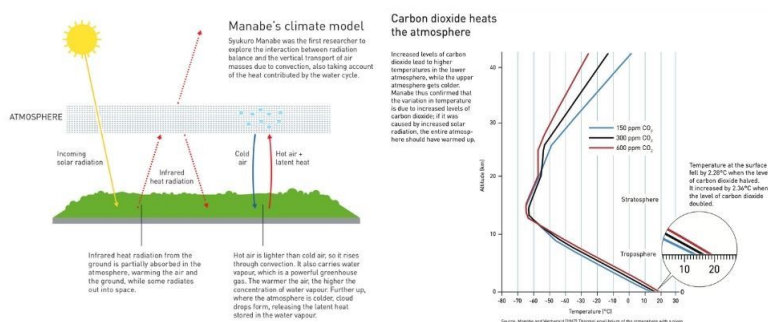 Manabe's climate model
Syukuro Manabe was the first researcher to
explore the interaction between radiation
balance and the vertical transport of air
masses due to convection, also taking account
of the heat contributed by the water cycle.
ATMOSPHERE
Incoming
solar radiation
Infrared
heat radiation
Cold
air
Hot air +
latent heat
Infrared heat radiation from the
ground is partially absorbed in the
atmosphere, warming the air and
the ground, while some radiates
out into space.
Hot air is lighter than cold air, so it rises
through convection. It also carries water
vapour, which is a powerful greenhouse
gas. The warmer the air, the higher the
concentration of water vapour. Further up,
where the atmosphere is colder, cloud
drops form, releasing the latent heat
stored in the water vapour.
Carbon dioxide heats
the atmosphere
Increased levels of carbon
dioxide lead to higher
temperatures in the lower
atmosphere, while the upper
atmosphere gets colder.
Manabe thus confirmed that
the variation in temperature
is due to increased levels of
carbon dioxide; if it was
caused by increased solar
radiation, the entire atmosp-
here should have warmed up.
40
30
20
10
0
Altitude (km)
150 ppm CO2
300 ppm CO2
600 ppm CO2
Temperature at the surface
fell by 2.28°C when the level
of carbon dioxide halved.
It increased by 2.36°C when
the level of carbon dioxide
doubled.
Stratosphere
Troposphere
10 20
-80 -70 -60 -50 -40 -30 -20 -10 0 10 20 30
Temperature (°C)